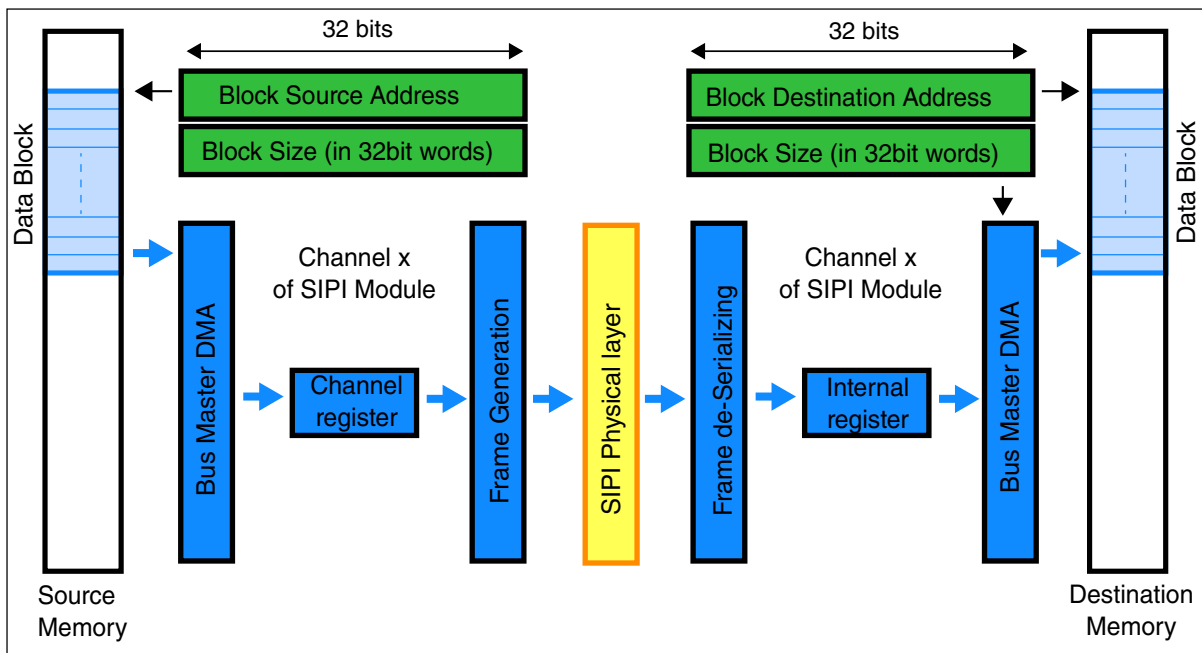 32 bits
32 bits
Block Source Address
Block Destination Address
Block Size (in 32bit words)
Block Size (in 32bit words)
Data Block
Data Block
Channel x
of SIPI Module
Channel x
of SIPI Module
Bus Master DMA
Channel
register
Frame Generation
SIPI Physical layer
Frame de-Serializing
Internal
register
Bus Master DMA
Source
Memory
Destination
Memory